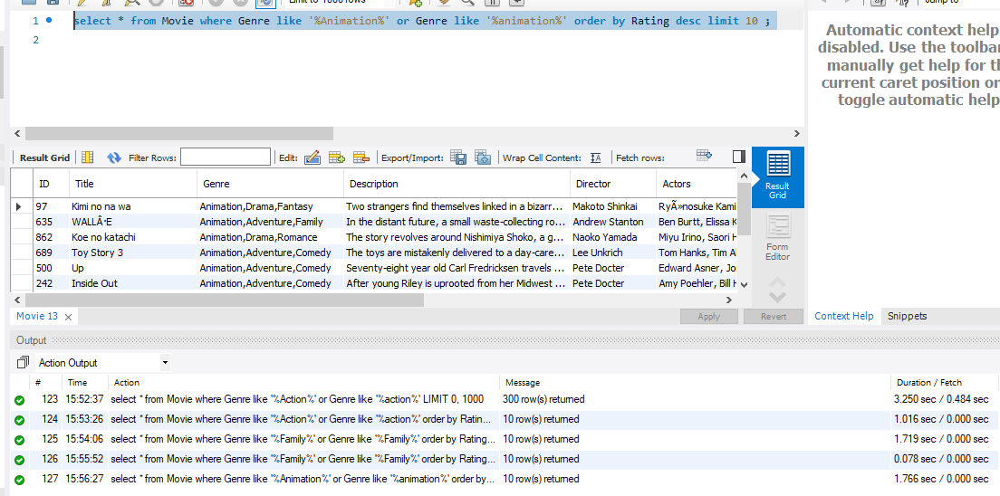 Limit to 1000 rows
Jump to
1 select * from Movie where Genre like '%Animation%' or Genre like '%animation%' order by Rating desc limit 10 ;
2
Automatic context help
disabled. Use the toolbar
manually get help for th
current caret position or
toggle automatic help
Result Grid Filter Rows: Edit: Export/Import: Wrap Cell Content: Fetch rows:
ID Title Genre Description Director Actors
97 Kimi no na wa Animation,Drama,Fantasy Two strangers find themselves linked in a bizarr... Makoto Shinkai RyÃ»nosuke Kami
635 WALLÂ·E Animation,Adventure,Family In the distant future, a small waste-collecting ro... Andrew Stanton Ben Burtt, Elissa K
862 Koe no katachi Animation,Drama,Romance The story revolves around Nishimiya Shoko, a g... Naoko Yamada Miyu Irino, Saori H
689 Toy Story 3 Animation,Adventure,Comedy The toys are mistakenly delivered to a day-care... Lee Unkrich Tom Hanks, Tim Al
500 Up Animation,Adventure,Comedy Seventy-eight year old Carl Fredricksen travels ... Pete Docter Edward Asner, Jo
242 Inside Out Animation,Adventure,Comedy After young Riley is uprooted from her Midwest ... Pete Docter Amy Poehler, Bill H
Result
Grid
Form
Editor
Movie 13 Apply Revert
Context Help Snippets
Output
Action Output
# Time Action Message Duration / Fetch
123 15:52:37 select * from Movie where Genre like '%Action%' or Genre like '%action%' LIMIT 0, 1000 300 row(s) returned 3.250 sec / 0.484 sec
124 15:53:26 select * from Movie where Genre like '%Action%' or Genre like '%action%' order by Ratin... 10 row(s) returned 1.016 sec / 0.000 sec
125 15:54:06 select * from Movie where Genre like '%Family%' or Genre like '%Family%' order by Rating... 10 row(s) returned 1.719 sec / 0.000 sec
126 15:55:52 select * from Movie where Genre like '%Family%' or Genre like '%Family%' order by Rating... 10 row(s) returned 0.078 sec / 0.000 sec
127 15:56:27 select * from Movie where Genre like '%Animation%' or Genre like '%animation%' order by... 10 row(s) returned 1.766 sec / 0.000 sec